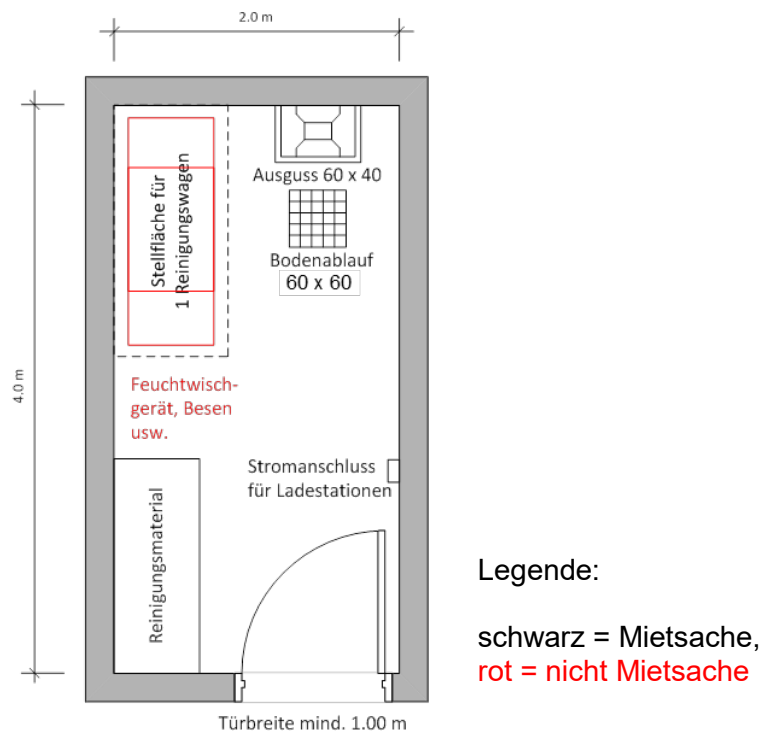 2.0 m
4.0 m
Stellfläche für
1 Reinigungswagen
Ausguss 60 x 40
Bodenablauf
60 x 60
Feuchtwisch-
gerät, Besen
usw.
Stromanschluss
für Ladestationen
Reinigungsmaterial
Türbreite mind. 1.00 m
Legende:
schwarz = Mietsache,
rot = nicht Mietsache